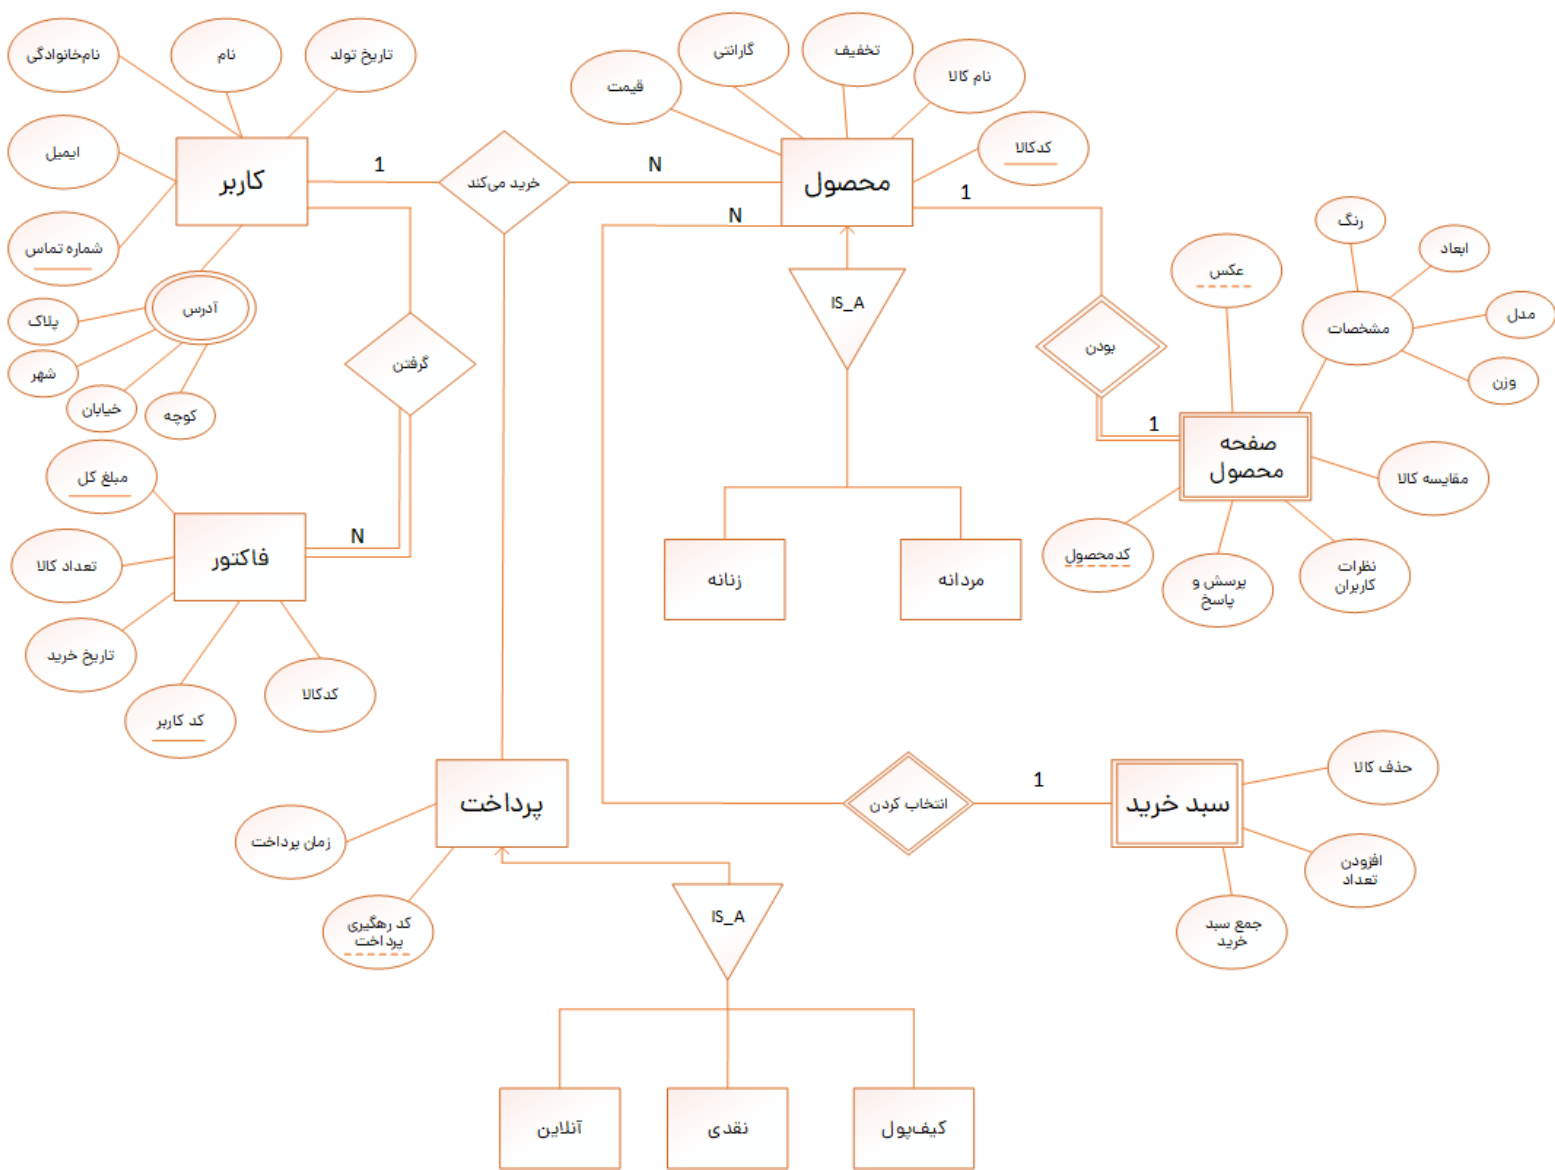 نام‌خانوادگی
نام
تاریخ تولد
ایمیل
کاربر
شماره تماس
آدرس
پلاک
شهر
خیابان
کوچه
1
خرید می‌کند
N
قیمت
گارانتی
تخفیف
نام کالا
کدکالا
محصول
N
1
IS_A
زنانه
مردانه
بودن
1
عکس
رنگ
ابعاد
مشخصات
مدل
وزن
صفحه
محصول
مقایسه کالا
کدمحصول
پرسش و
پاسخ
نظرات
کاربران
گرفتن
N
مبلغ کل
فاکتور
تعداد کالا
تاریخ خرید
کد کاربر
کدکالا
پرداخت
زمان پرداخت
کد رهگیری
پرداخت
IS_A
آنلاین
نقدی
کیف‌پول
انتخاب کردن
1
سبد خرید
حذف کالا
افزودن
تعداد
جمع سبد
خرید